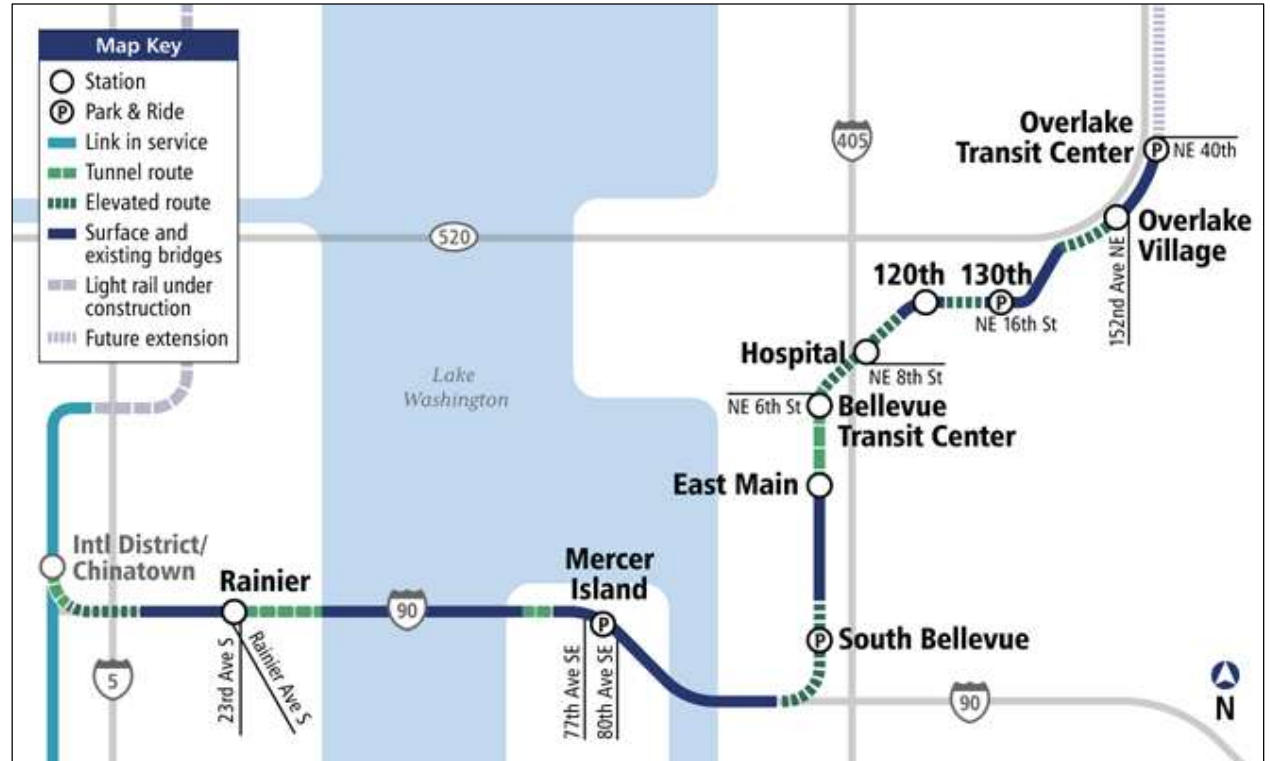 Map Key
Station
P Park & Ride
Link in service
Tunnel route
Elevated route
Surface and
existing bridges
Light rail under
construction
Future extension
405
Overlake
Transit Center
P
NE 40th
Overlake
Village
152nd Ave NE
520
120th
130th
P
NE 16th St
Hospital
NE 8th St
Lake
Washington
NE 6th St
Bellevue
Transit Center
East Main
Intl District/
Chinatown
Rainier
23rd Ave S
Rainier Ave S
90
Mercer
Island
P
77th Ave SE
80th Ave SE
P
South Bellevue
5
90
N